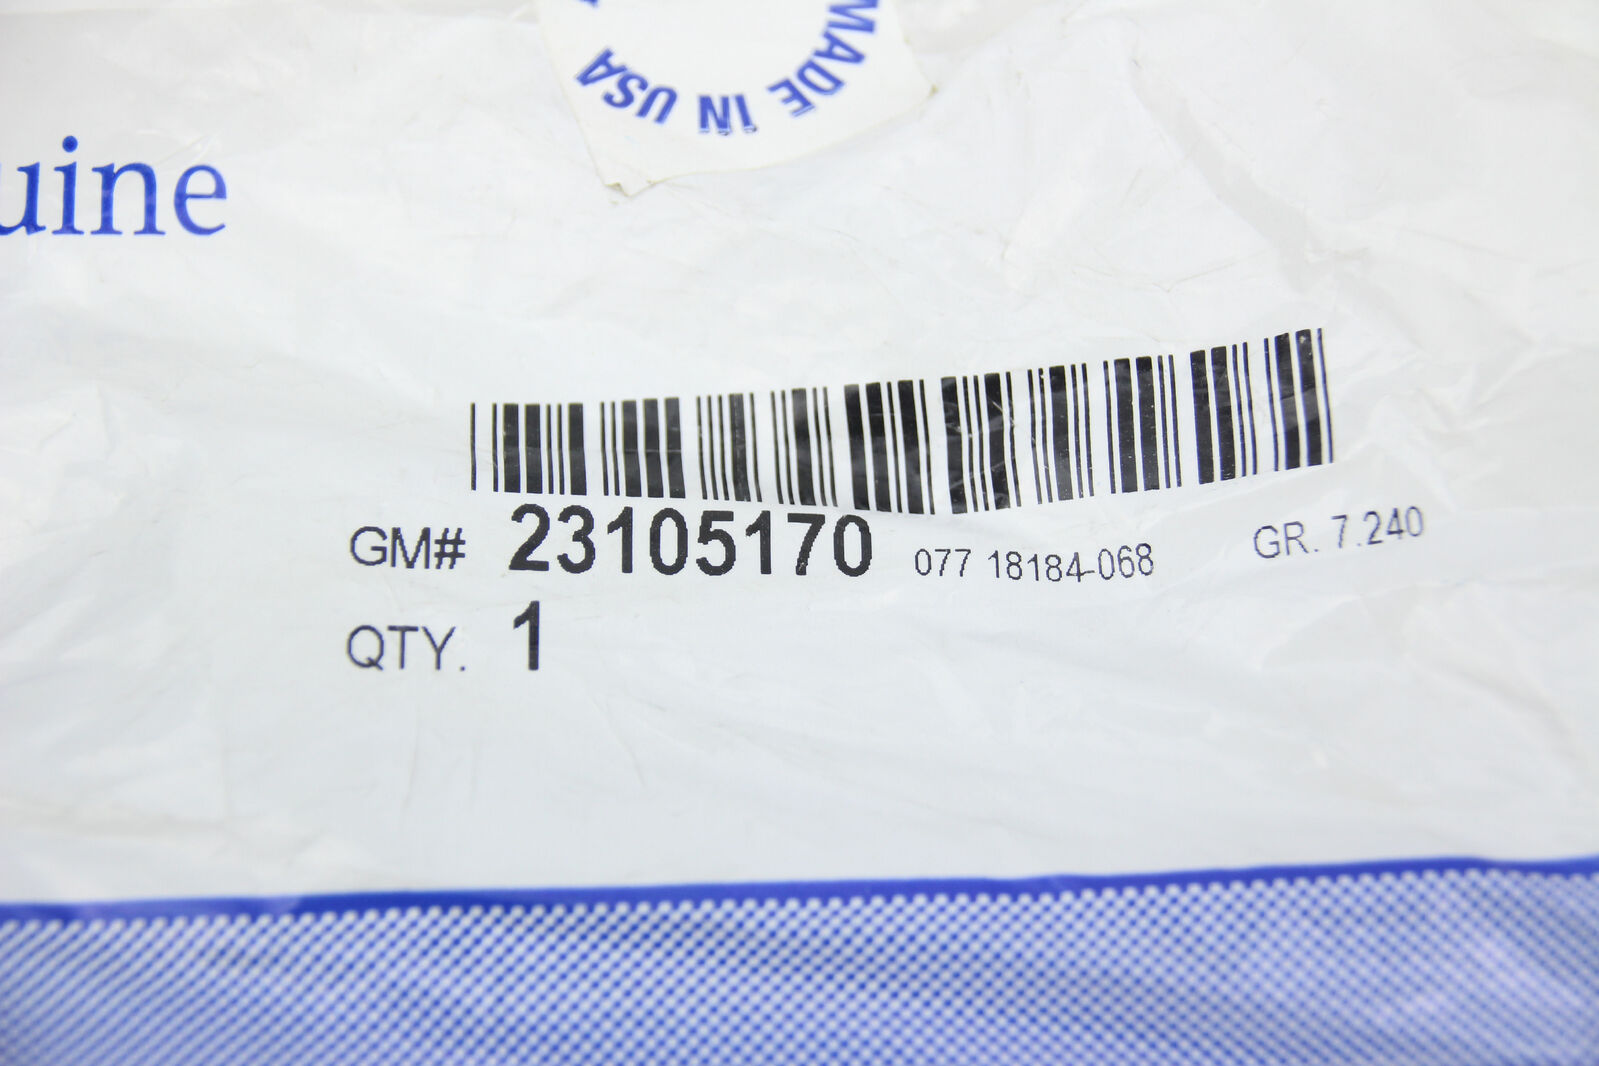 MADE IN USA
uine
GM# 23105170 077 18184-068 GR. 7.240
QTY. 1